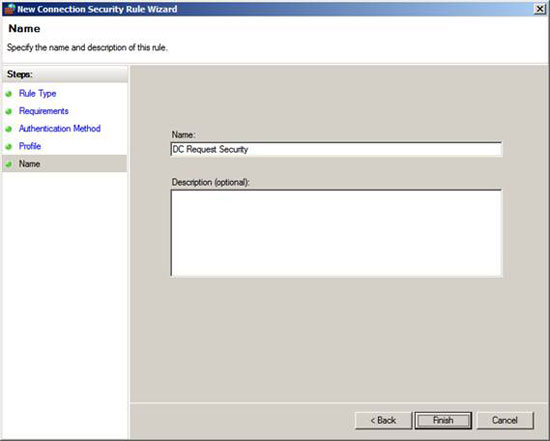 New Connection Security Rule Wizard
Name
Specify the name and description of this rule.
Steps:
Rule Type
Requirements
Authentication Method
Profile
Name
Name:
DC Request Security
Description (optional):
< Back
Finish
Cancel